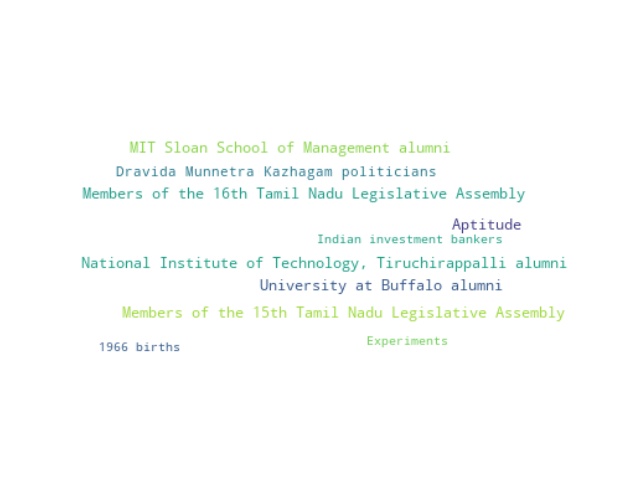 MIT Sloan School of Management alumni
Dravida Munnetra Kazhagam politicians
Members of the 16th Tamil Nadu Legislative Assembly
Aptitude
Indian investment bankers
National Institute of Technology, Tiruchirappalli alumni
University at Buffalo alumni
Members of the 15th Tamil Nadu Legislative Assembly
Experiments
1966 births